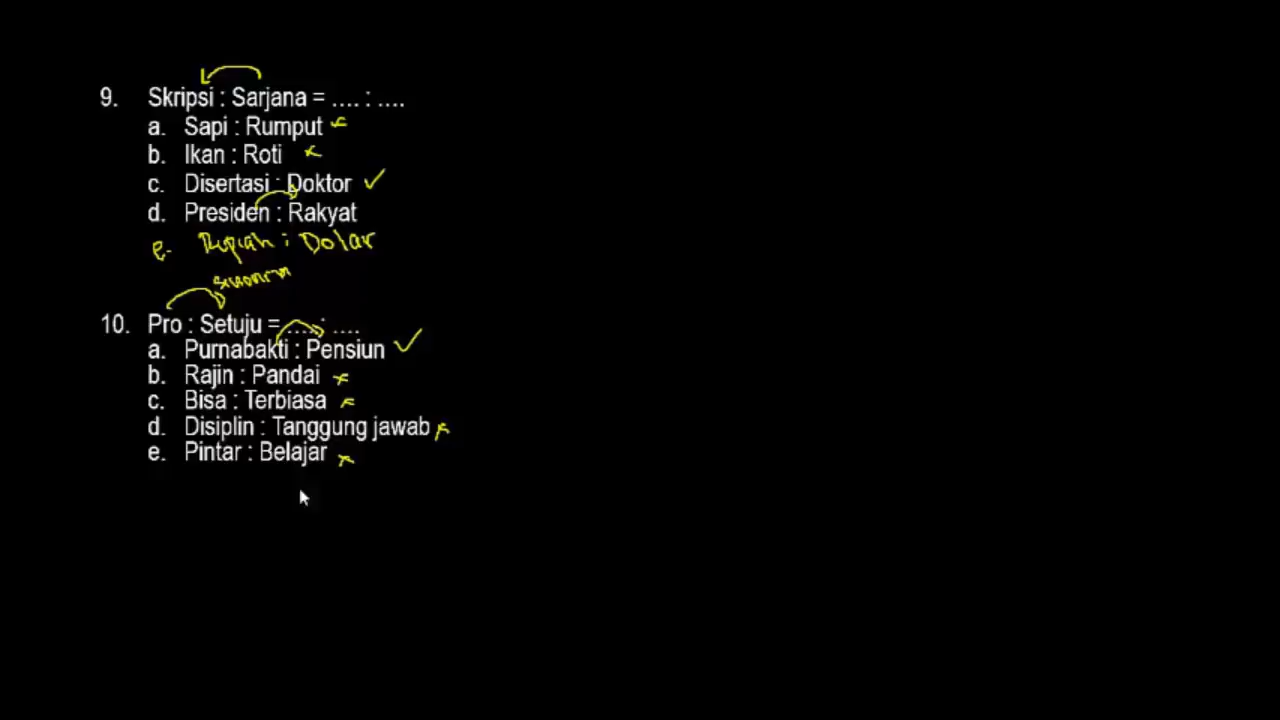 9. Skripsi : Sarjana = .... : ....
a. Sapi : Rumput
b. Ikan : Roti
c. Disertasi : Doktor
d. Presiden : Rakyat
e. Rupiah : Dolar
sinonim
10. Pro : Setuju = .... : ....
a. Purnabakti : Pensiun
b. Rajin : Pandai
c. Bisa : Terbiasa
d. Disiplin : Tanggung jawab
e. Pintar : Belajar